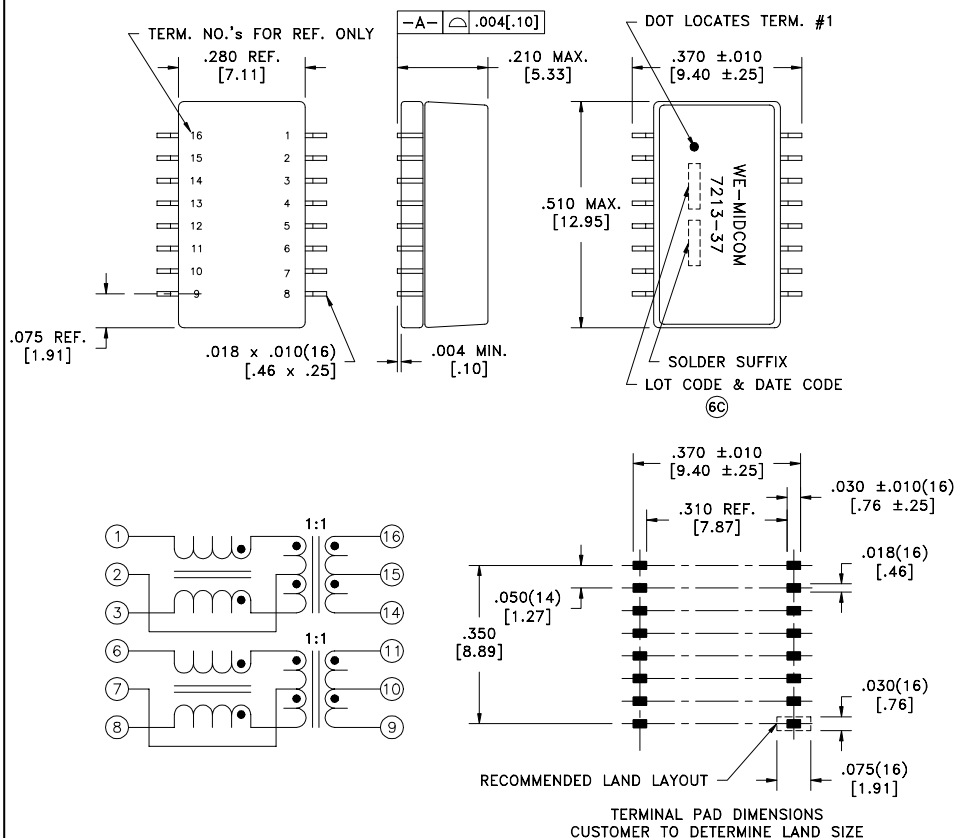 TERM. NO.'s FOR REF. ONLY
.280 REF.
[7.11]
16
15
14
13
12
11
10
9
1
2
3
4
5
6
7
8
.075 REF.
[1.91]
.018 x .010(16)
[.46 x .25]
-A- ⌓ .004[.10]
.210 MAX.
[5.33]
.004 MIN.
[.10]
DOT LOCATES TERM. #1
.370 ±.010
[9.40 ±.25]
.510 MAX.
[12.95]
WE-MIDCOM
7213-37
SOLDER SUFFIX
LOT CODE & DATE CODE
6C
1
2
3
1:1
16
15
14
6
7
8
1:1
11
10
9
.370 ±.010
[9.40 ±.25]
.030 ±.010(16)
[.76 ±.25]
.310 REF.
[7.87]
.018(16)
[.46]
.050(14)
[1.27]
.350
[8.89]
.030(16)
[.76]
RECOMMENDED LAND LAYOUT
.075(16)
[1.91]
TERMINAL PAD DIMENSIONS
CUSTOMER TO DETERMINE LAND SIZE